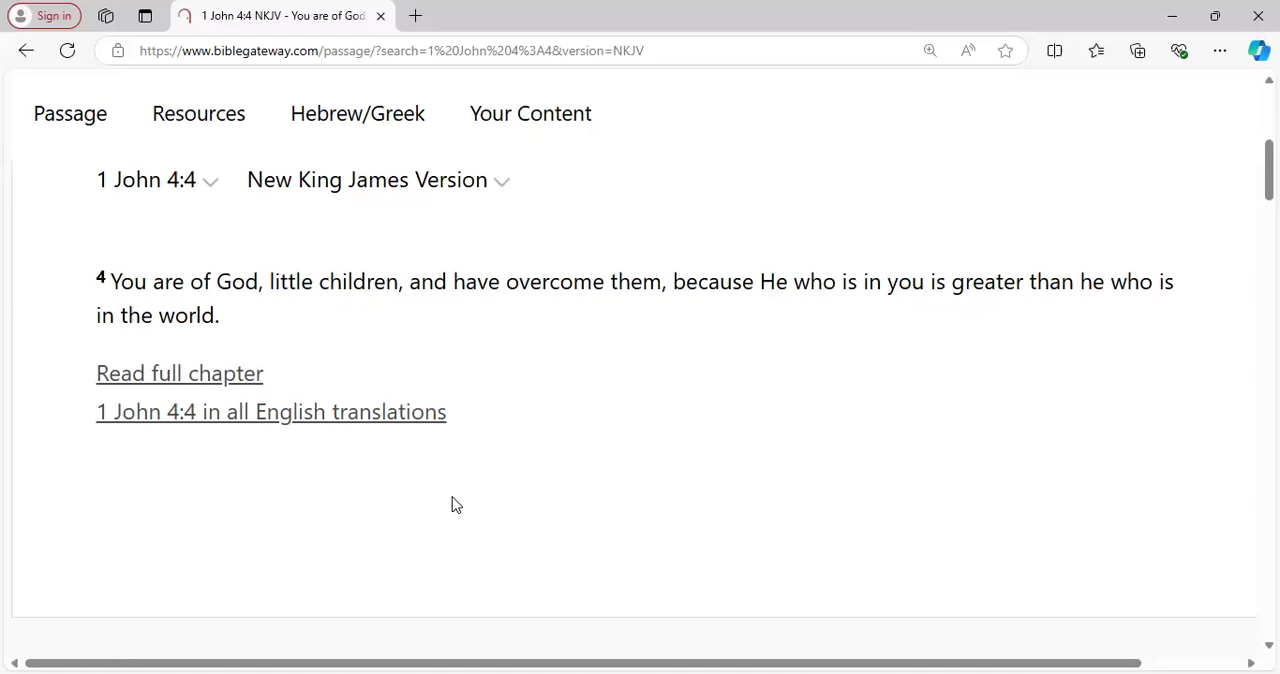 Sign in
1 John 4:4 NKJV - You are of God,
https://www.biblegateway.com/passage/?search=1%20John%204%3A4&version=NKJV
Passage Resources Hebrew/Greek Your Content
1 John 4:4 New King James Version
4 You are of God, little children, and have overcome them, because He who is in you is greater than he who is
in the world.
Read full chapter
1 John 4:4 in all English translations